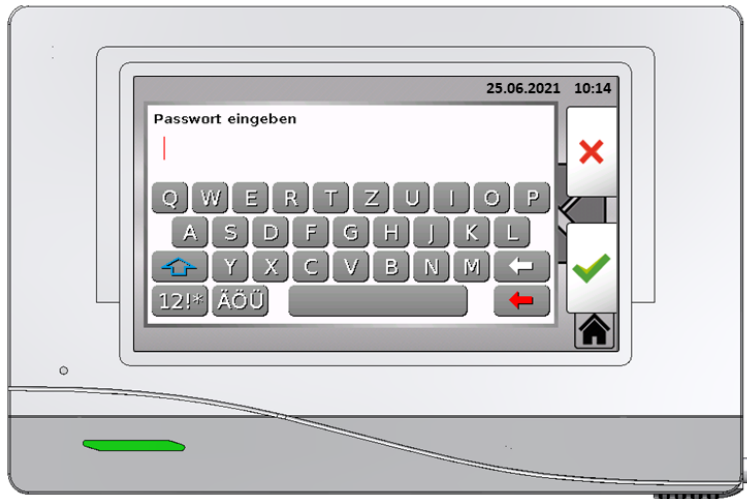 25.06.2021 10:14
Passwort eingeben
Q W E R T Z U I O P
A S D F G H J K L
Y X C V B N M
12!* ÄÖÜ